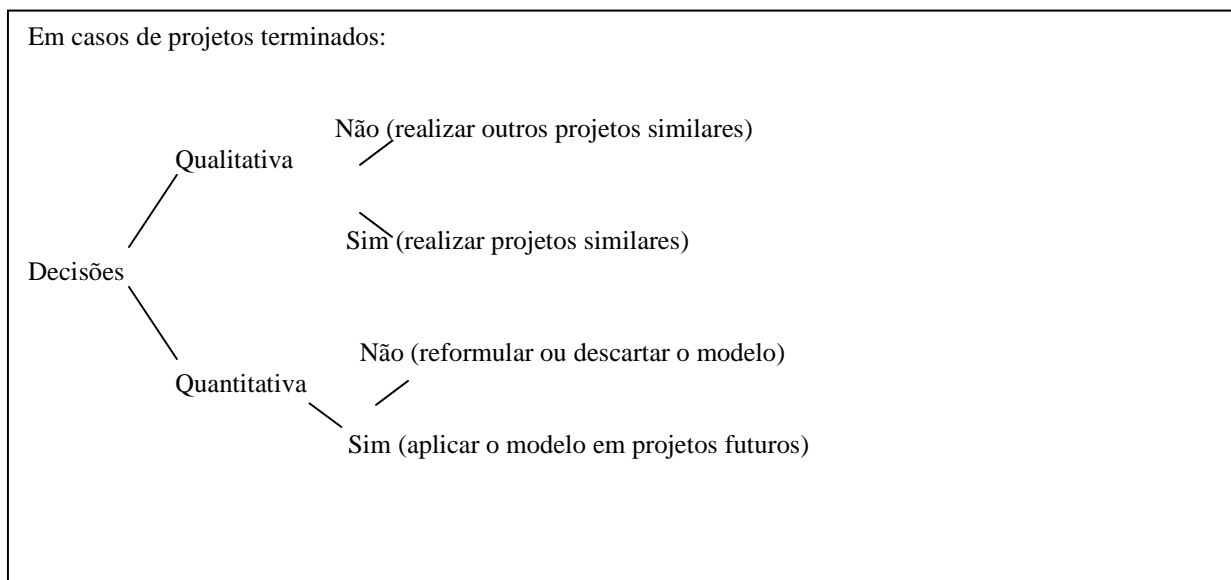 Em casos de projetos terminados:
Não (realizar outros projetos similares)
Qualitativa
Sim (realizar projetos similares)
Decisões
Não (reformular ou descartar o modelo)
Quantitativa
Sim (aplicar o modelo em projetos futuros)